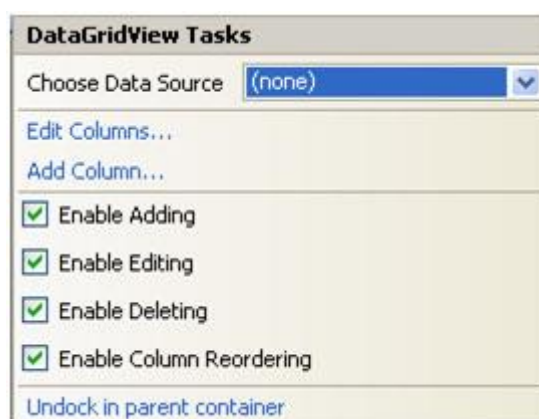 DataGridView Tasks
Choose Data Source (none)
Edit Columns...
Add Column...
Enable Adding
Enable Editing
Enable Deleting
Enable Column Reordering
Undock in parent container